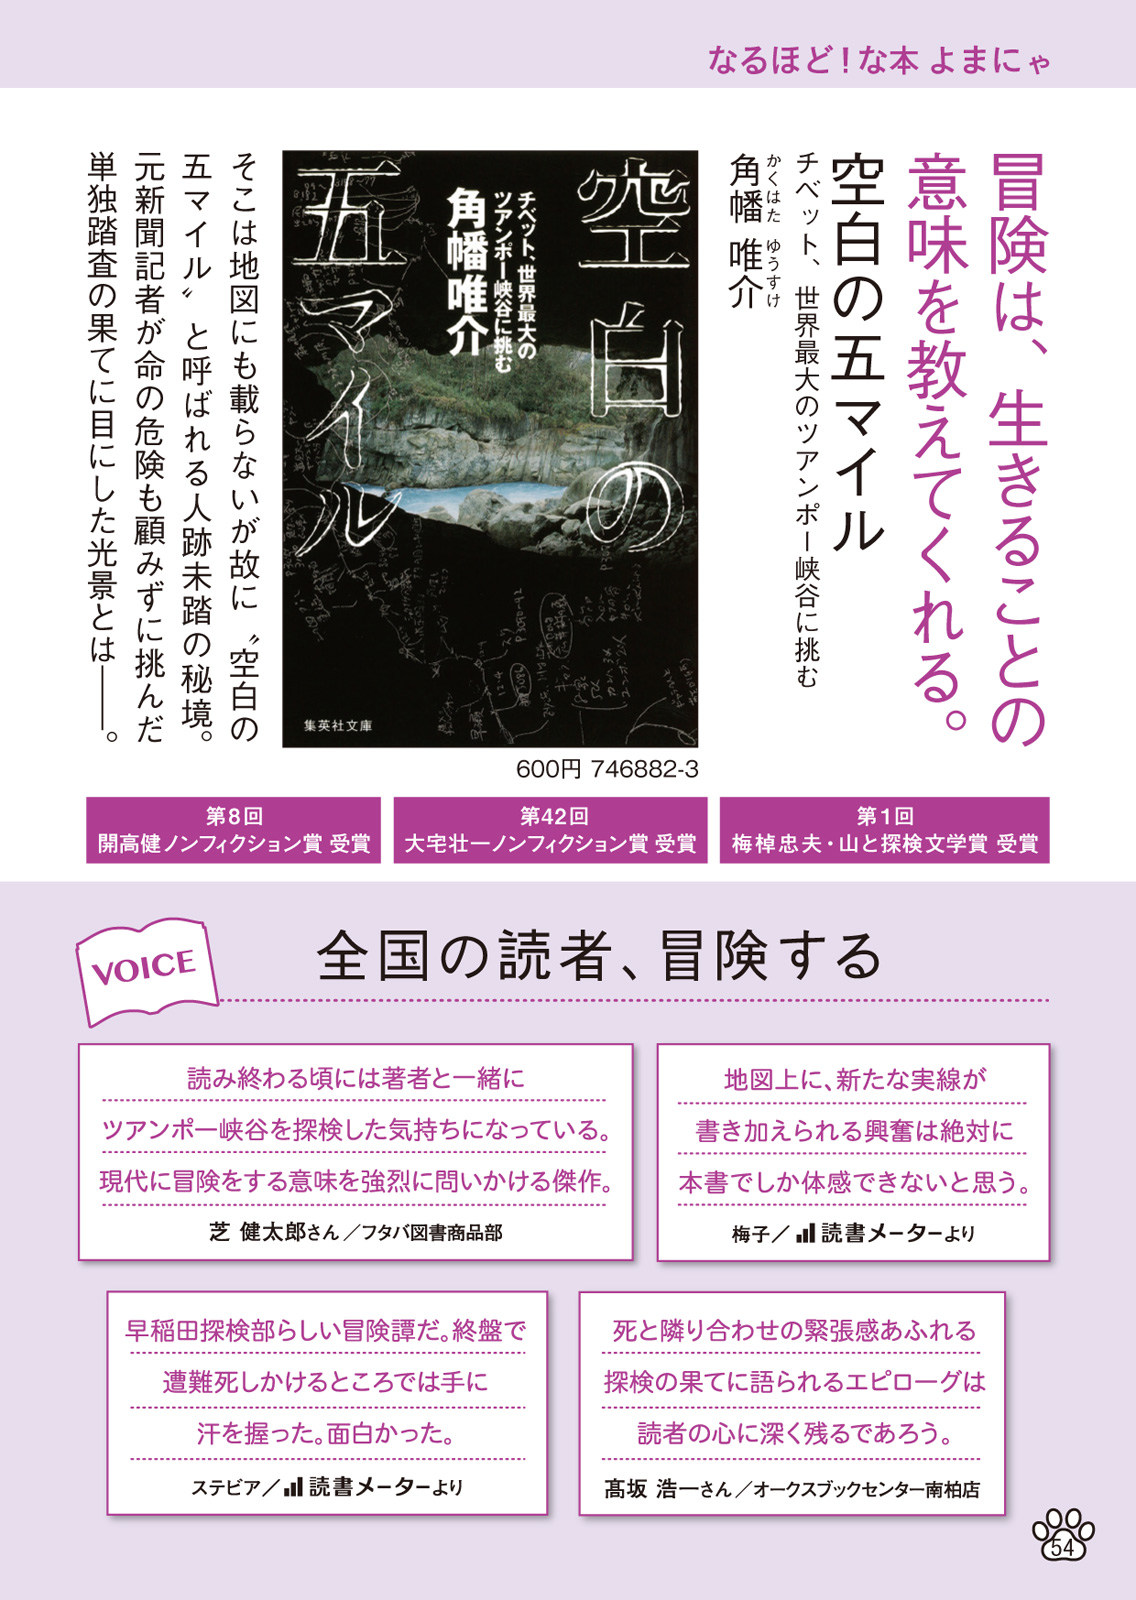 なるほど！な本 よまにゃ
冒険は、生きることの
意味を教えてくれる。
空白の五マイル
チベット、世界最大のツアンポー峡谷に挑む
かくはた ゆうすけ
角幡 唯介
空白の
五マイル
チベット、世界最大の
ツアンポー峡谷に挑む
角幡唯介
集英社文庫
600円 746882-3
そこは地図にも載らないが故に〝空白の
五マイル〟と呼ばれる人跡未踏の秘境。
元新聞記者が命の危険も顧みずに挑んだ
単独踏査の果てに目にした光景とは――。
第1回
梅棹忠夫・山と探検文学賞 受賞
第42回
大宅壮一ノンフィクション賞 受賞
第8回
開高健ノンフィクション賞 受賞
VOICE
全国の読者、冒険する
読み終わる頃には著者と一緒に
ツアンポー峡谷を探検した気持ちになっている。
現代に冒険をする意味を強烈に問いかける傑作。
芝 健太郎さん／フタバ図書商品部
地図上に、新たな実線が
書き加えられる興奮は絶対に
本書でしか体感できないと思う。
梅子／読書メーターより
早稲田探検部らしい冒険譚だ。終盤で
遭難死しかけるところでは手に
汗を握った。面白かった。
ステビア／読書メーターより
死と隣り合わせの緊張感あふれる
探検の果てに語られるエピローグは
読者の心に深く残るであろう。
髙坂 浩一さん／オークスブックセンター南柏店
54